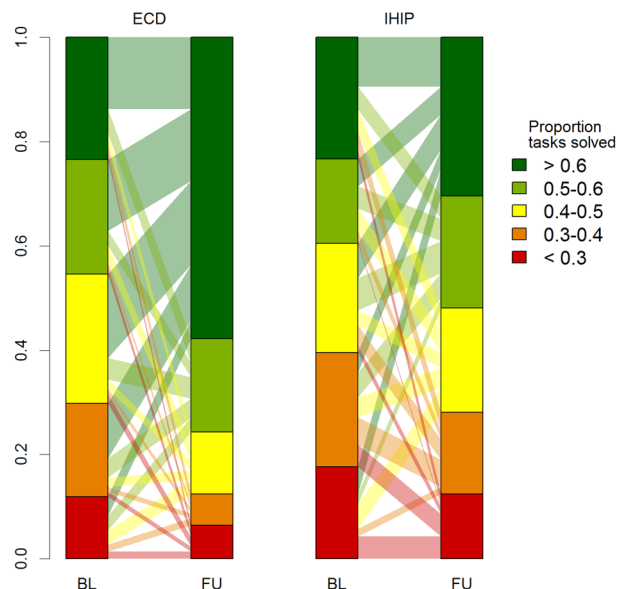 ECD IHIP
1.0
0.8
0.6
0.4
0.2
0.0
Proportion
tasks solved
> 0.6
0.5-0.6
0.4-0.5
0.3-0.4
< 0.3
BL FU BL FU